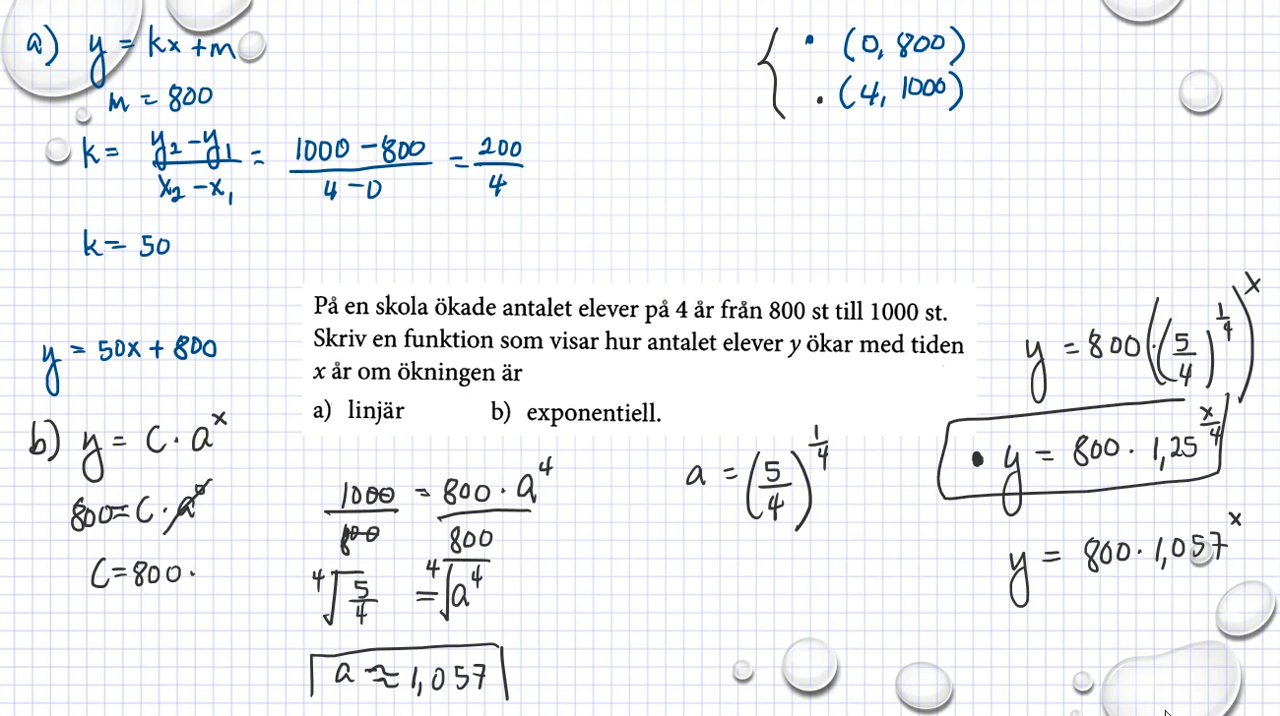 a) y = kx + m
m = 800
k = (y₂ - y₁)/(x₂ - x₁) = (1000 - 800)/(4 - 0) = 200/4
k = 50
y = 50x + 800
{ • (0, 800)
. (4, 1000)
På en skola ökade antalet elever på 4 år från 800 st till 1000 st.
Skriv en funktion som visar hur antalet elever y ökar med tiden
x år om ökningen är
a) linjär b) exponentiell.
b) y = C · a^x
800 = C · a^0
C = 800 ·
1000/800 = 800 · a^4/800
⁴√(5/4) = ⁴√(a^4)
a ≈ 1,057
a = (5/4)^(1/4)
y = 800 · ((5/4)^(1/4))^x
• y = 800 · 1,25^(x/4)
y = 800 · 1,057^x